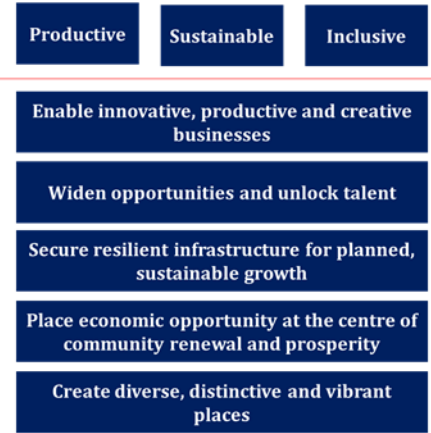 Productive
Sustainable
Inclusive
Enable innovative, productive and creative
businesses
Widen opportunities and unlock talent
Secure resilient infrastructure for planned,
sustainable growth
Place economic opportunity at the centre of
community renewal and prosperity
Create diverse, distinctive and vibrant
places